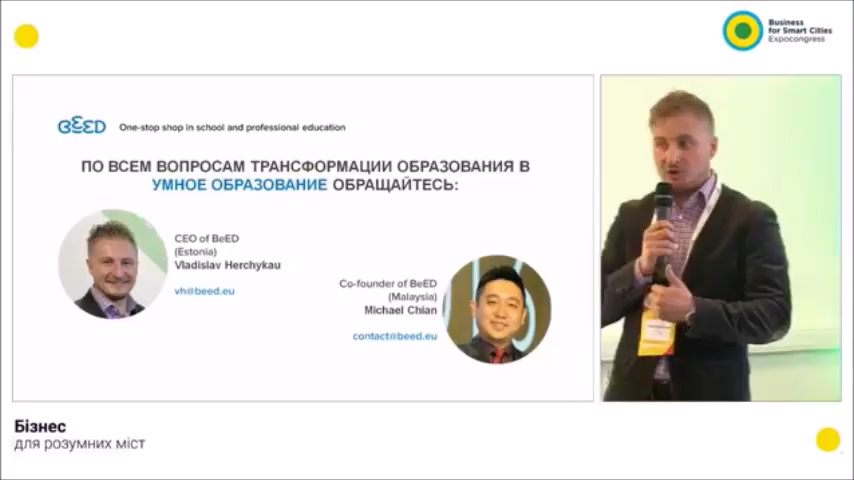 Business
for Smart Cities
Expocongress
BEED
One-stop shop in school and professional education
ПО ВСЕМ ВОПРОСАМ ТРАНСФОРМАЦИИ ОБРАЗОВАНИЯ В
УМНОЕ ОБРАЗОВАНИЕ ОБРАЩАЙТЕСЬ:
CEO of BeED
(Estonia)
Vladislav Herchykau
vh@beed.eu
Co-founder of BeED
(Malaysia)
Michael Chian
contact@beed.eu
Бізнес
для розумних міст